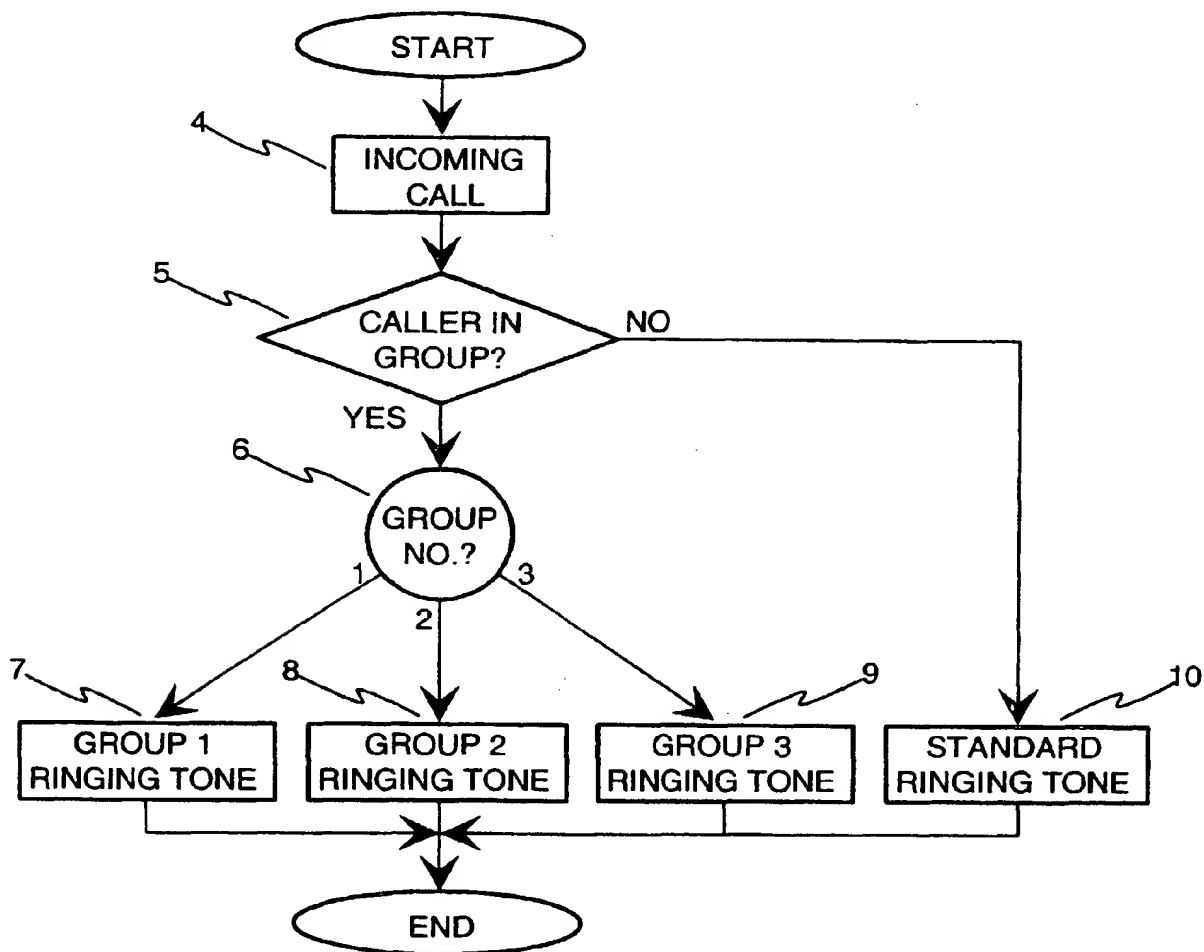 START
4
INCOMING
CALL
5
CALLER IN
GROUP?
NO
YES
6
GROUP
NO.?
1
2
3
7
8
9
10
GROUP 1
RINGING TONE
GROUP 2
RINGING TONE
GROUP 3
RINGING TONE
STANDARD
RINGING TONE
END